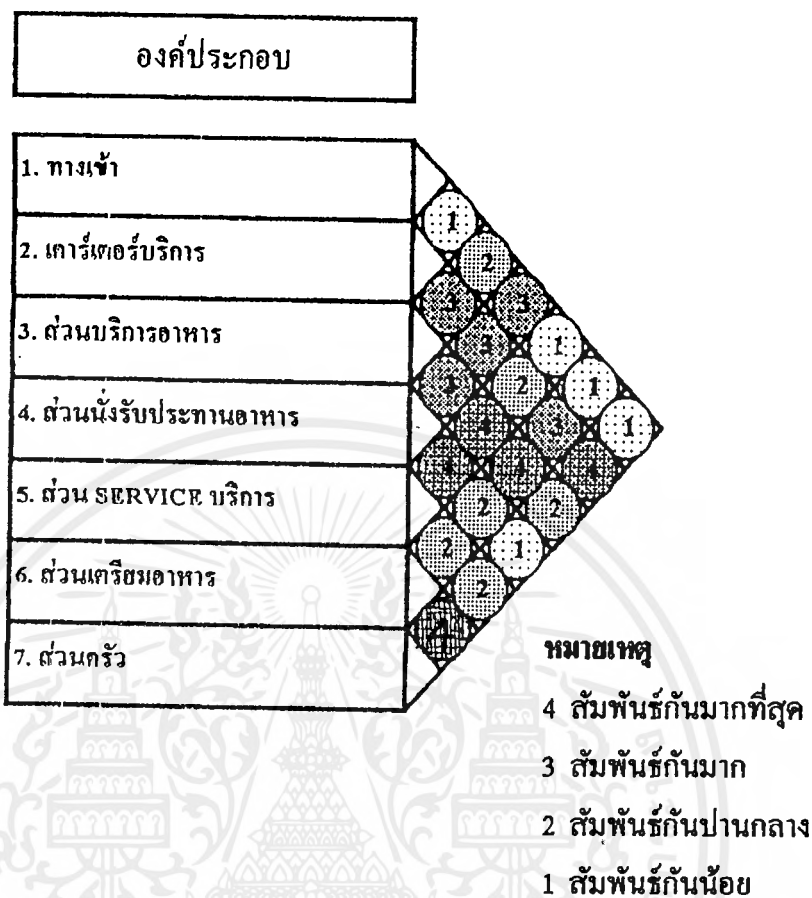 องค์ประกอบ
1. ทางเข้า
2. เคาร์เตอร์บริการ
3. ส่วนบริการอาหาร
4. ส่วนนั่งรับประทานอาหาร
5. ส่วน SERVICE บริการ
6. ส่วนเตรียมอาหาร
7. ส่วนครัว
1
2
3 3
3 1
3 2 1
4 3 1
4 4 4
2 2
2 1
2
4
หมายเหตุ
4 สัมพันธ์กันมากที่สุด
3 สัมพันธ์กันมาก
2 สัมพันธ์กันปานกลาง
1 สัมพันธ์กันน้อย